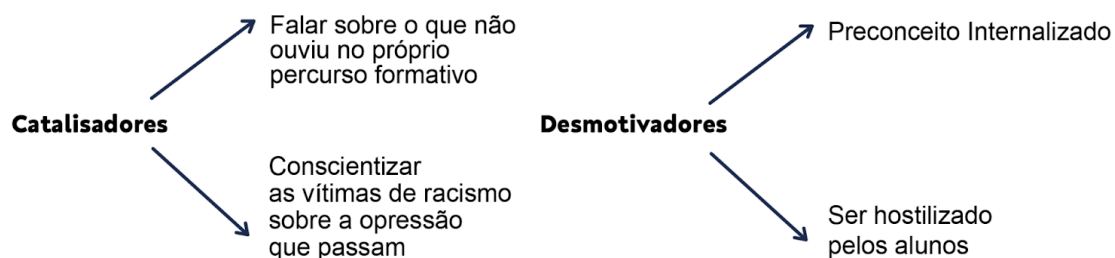 Catalisadores
Falar sobre o que não
ouviu no próprio
percurso formativo
Conscientizar
as vítimas de racismo
sobre a opressão
que passam
Desmotivadores
Preconceito Internalizado
Ser hostilizado
pelos alunos